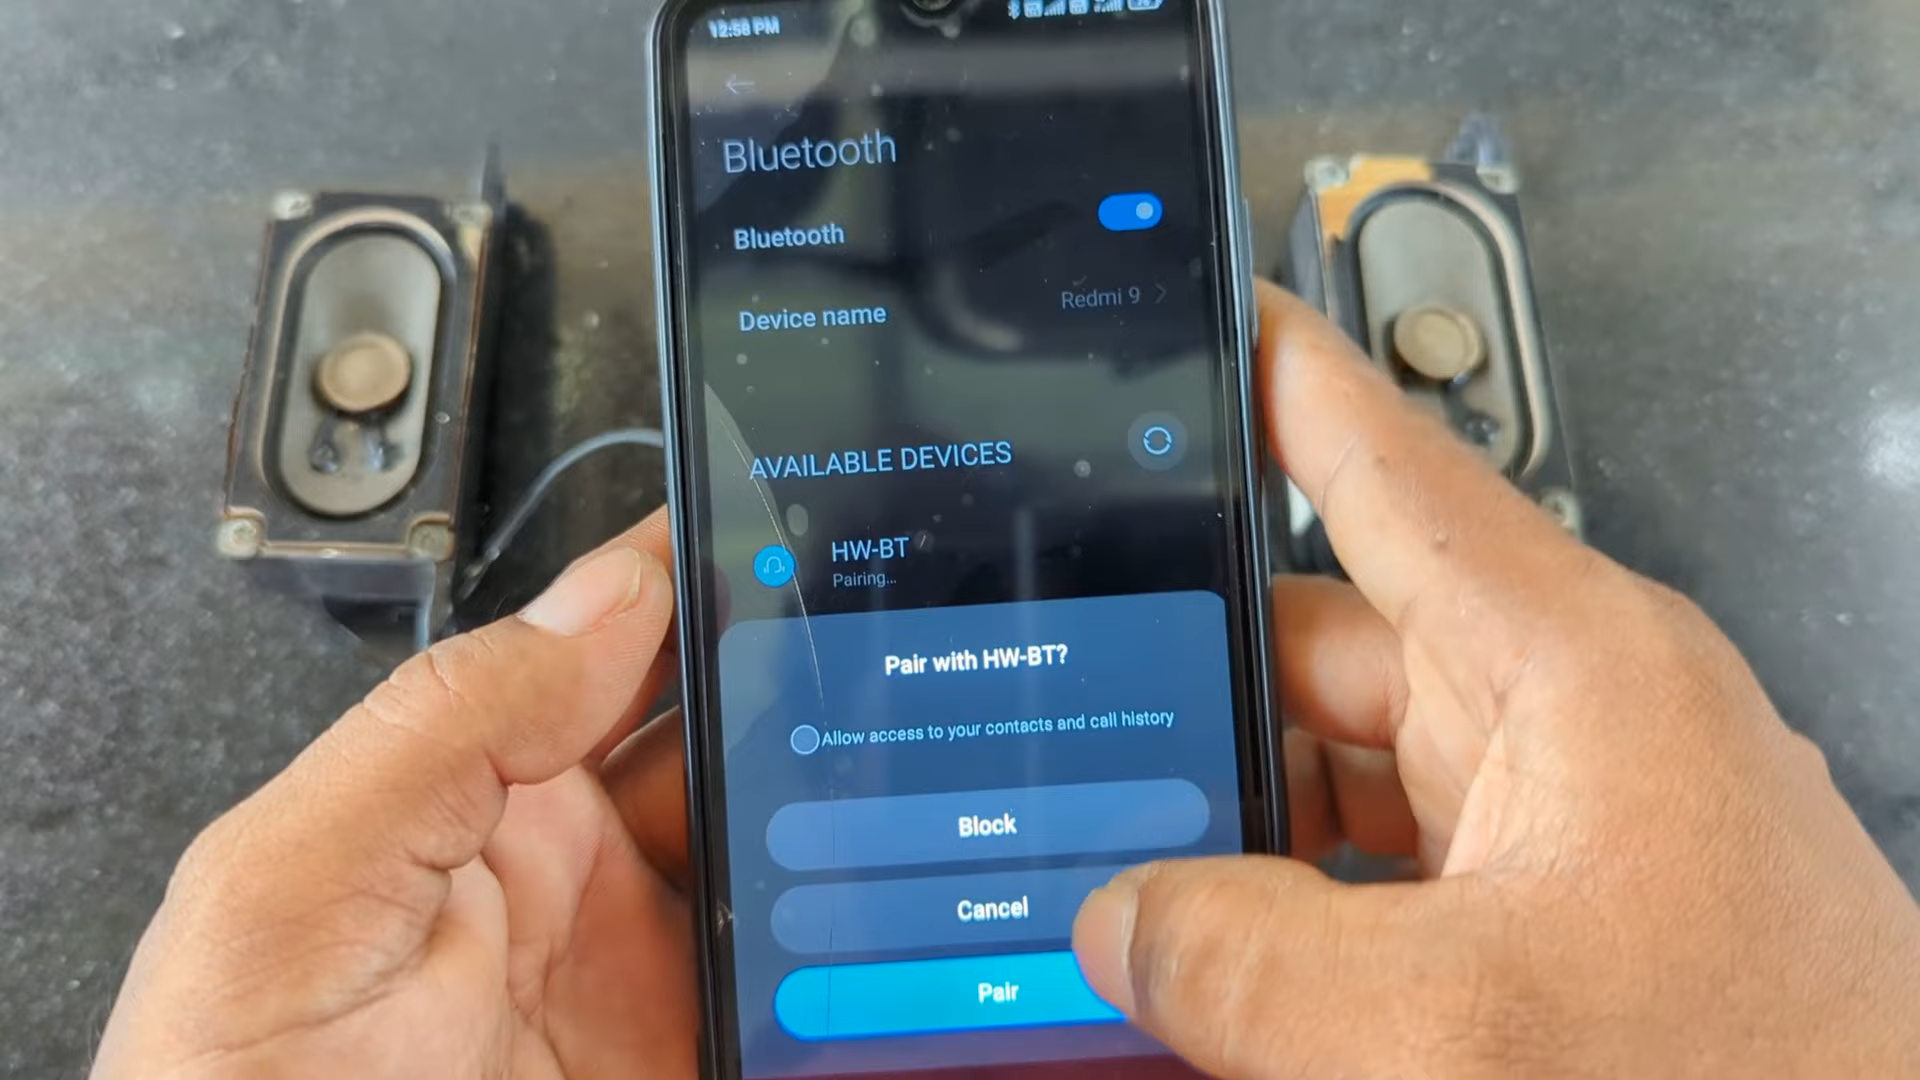 12:58 PM
Bluetooth
Bluetooth
Device name
Redmi 9
AVAILABLE DEVICES
HW-BT
Pairing...
Pair with HW-BT?
Allow access to your contacts and call history
Block
Cancel
Pair